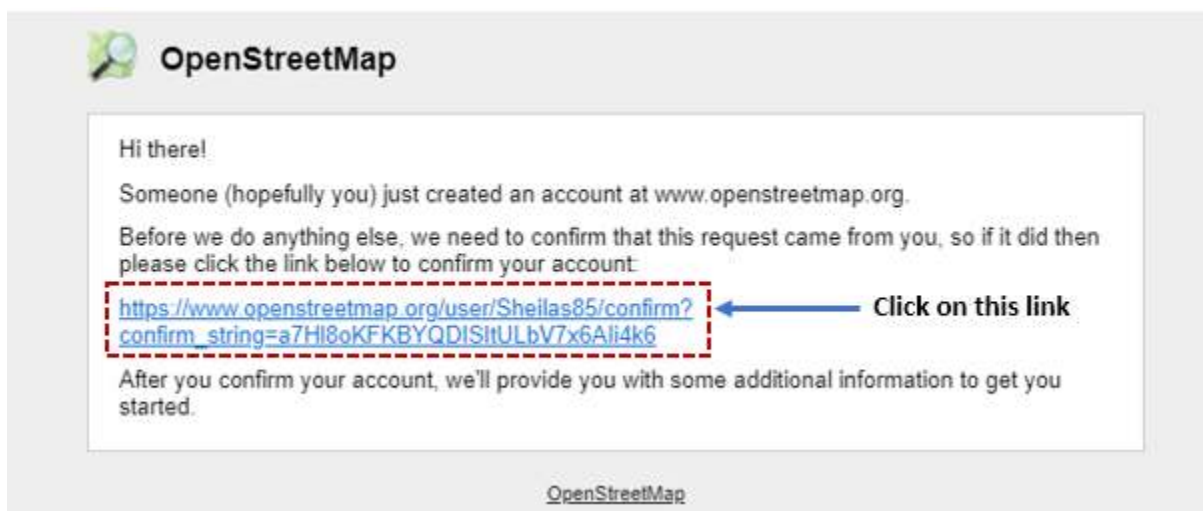 OpenStreetMap
Hi there!
Someone (hopefully you) just created an account at www.openstreetmap.org.
Before we do anything else, we need to confirm that this request came from you, so if it did then
please click the link below to confirm your account:
https://www.openstreetmap.org/user/Sheilas85/confirm?
confirm_string=a7HI8oKFKBYQDISItULbV7x6Ali4k6
Click on this link
After you confirm your account, we'll provide you with some additional information to get you
started.
OpenStreetMap